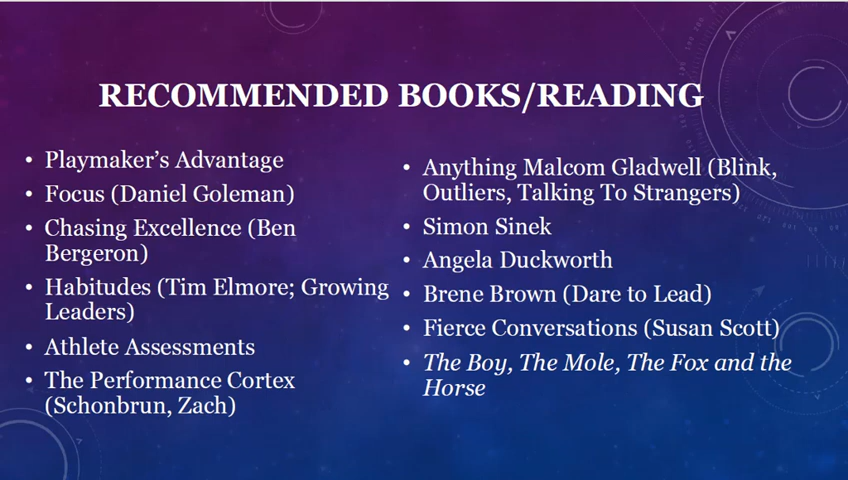 RECOMMENDED BOOKS/READING
• Playmaker's Advantage
• Focus (Daniel Goleman)
• Chasing Excellence (Ben
Bergeron)
• Habitudes (Tim Elmore; Growing
Leaders)
• Athlete Assessments
• The Performance Cortex
(Schonbrun, Zach)
• Anything Malcom Gladwell (Blink,
Outliers, Talking To Strangers)
• Simon Sinek
• Angela Duckworth
• Brene Brown (Dare to Lead)
• Fierce Conversations (Susan Scott)
• The Boy, The Mole, The Fox and the
Horse